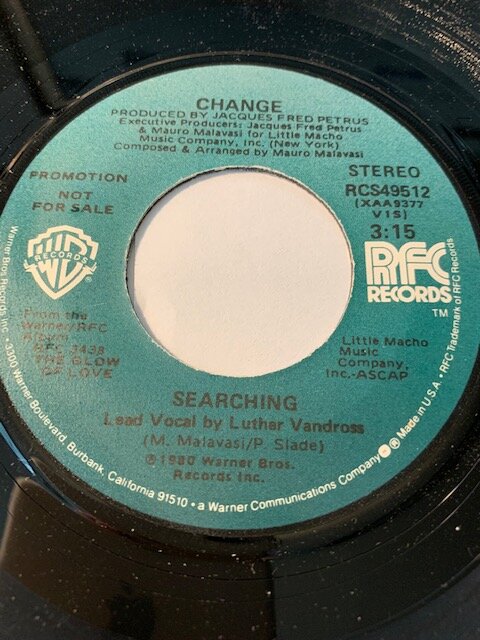 CHANGE
PRODUCED BY JACQUES FRED PETRUS
Executive Producers: Jacques Fred Petrus
& Mauro Malavasi for Little Macho
Music Company, Inc. (New York)
Composed & Arranged by Mauro Malavasi
PROMOTION
NOT
FOR SALE
STEREO
RCS49512
(XAA9377
V1S)
3:15
WB
RECORDS
RFC
RECORDS
TM
From the
Warner/RFC
Album
3438
THE GLOW
OF LOVE
Little Macho
Music
Company,
Inc.-ASCAP
SEARCHING
Lead Vocal by Luther Vandross
(M. Malavasi/P. Slade)
℗1980 Warner Bros.
Records Inc.
Warner Bros Records Inc. • 3300 Warner Boulevard, Burbank, California 91510 • a Warner Communications Company • ® Made in U.S.A. • RFC Trademark of RFC Records